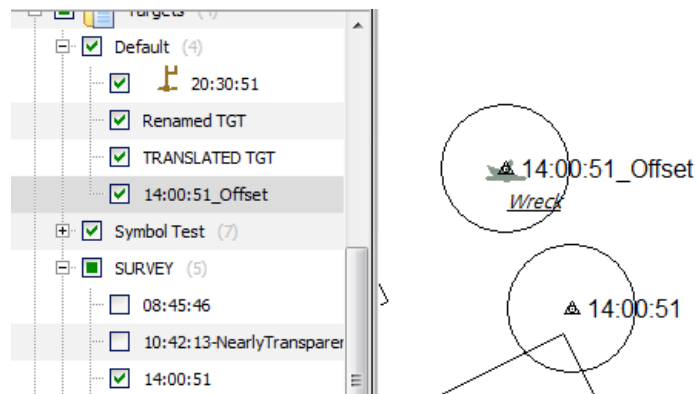 Targets (4)
Default (4)
20:30:51
Renamed TGT
TRANSLATED TGT
14:00:51_Offset
Symbol Test (7)
SURVEY (5)
08:45:46
10:42:13-NearlyTransparer
14:00:51
14:00:51_Offset
Wreck
14:00:51